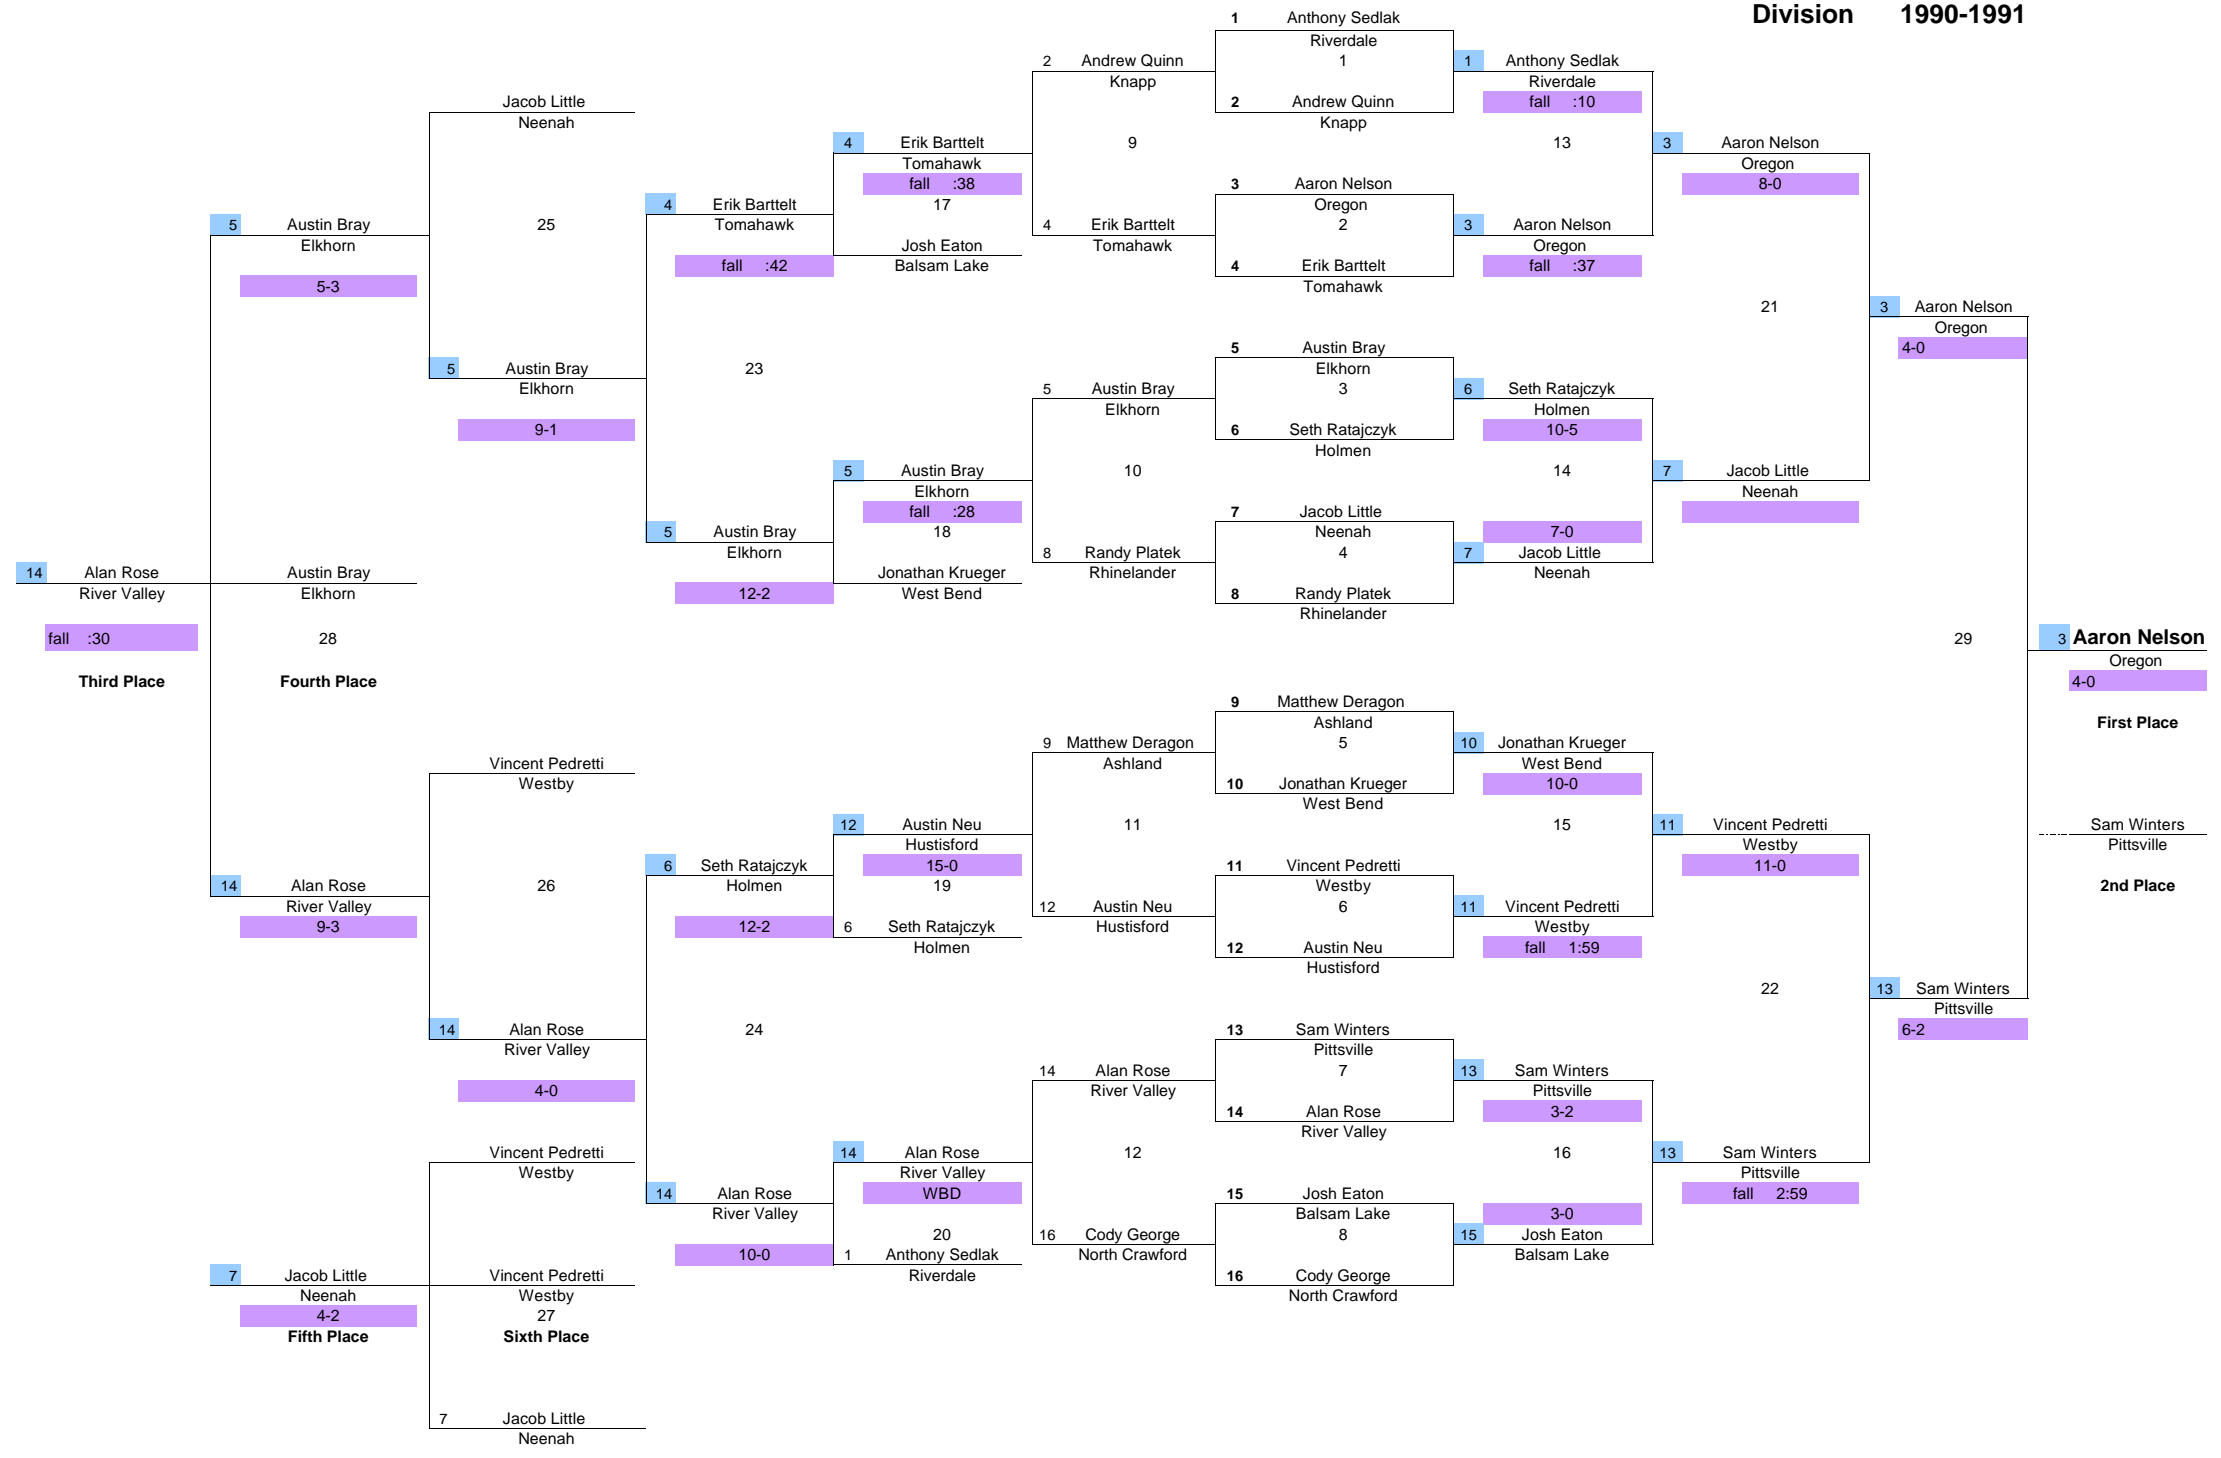 Division 1990-1991
1 Anthony Sedlak
Riverdale
2 Andrew Quinn 1 1 Anthony Sedlak
Knapp Riverdale
Jacob Little 2 Andrew Quinn fall :10
Neenah Knapp
4 Erik Barttelt 9 13 3 Aaron Nelson
Tomahawk Oregon
fall :38 3 Aaron Nelson 8-0
4 Erik Barttelt 17 Oregon
5 Austin Bray 25 Tomahawk 4 Erik Barttelt 2 3 Aaron Nelson
Elkhorn Josh Eaton Tomahawk Oregon
fall :42 Balsam Lake 4 Erik Barttelt fall :37
5-3 Tomahawk
21 3 Aaron Nelson
Oregon
5 Austin Bray 4-0
5 Austin Bray 23 Elkhorn
Elkhorn 5 Austin Bray 3 6 Seth Ratajczyk
Elkhorn Holmen
9-1 6 Seth Ratajczyk 10-5
Holmen
5 Austin Bray 10 14 7 Jacob Little
Elkhorn Neenah
fall :28 7 Jacob Little
5 Austin Bray 18 Neenah 7-0
Elkhorn 8 Randy Platek 4 7 Jacob Little
14 Alan Rose Austin Bray Jonathan Krueger Rhinelander Neenah
River Valley Elkhorn 12-2 West Bend 8 Randy Platek
Rhinelander
fall :30 28 29 3 Aaron Nelson
Oregon
Third Place Fourth Place 4-0
9 Matthew Deragon
Ashland First Place
9 Matthew Deragon 5 10 Jonathan Krueger
Vincent Pedretti Ashland West Bend
Westby 10 Jonathan Krueger 10-0
West Bend
12 Austin Neu 11 15 11 Vincent Pedretti Sam Winters
Hustisford Westby Pittsville
6 Seth Ratajczyk 15-0 11 Vincent Pedretti 11-0
14 Alan Rose 26 Holmen 19 Westby 2nd Place
River Valley 12 Austin Neu 6 11 Vincent Pedretti
9-3 12-2 6 Seth Ratajczyk Hustisford Westby
Holmen 12 Austin Neu fall 1:59
Hustisford
22 13 Sam Winters
Pittsville
14 Alan Rose 24 13 Sam Winters 6-2
River Valley Pittsville
14 Alan Rose 7 13 Sam Winters
4-0 River Valley Pittsville
14 Alan Rose 3-2
River Valley
Vincent Pedretti 14 Alan Rose 12 16 13 Sam Winters
Westby River Valley Pittsville
14 Alan Rose WBD 15 Josh Eaton fall 2:59
River Valley Balsam Lake 3-0
20 16 Cody George 8 15 Josh Eaton
10-0 1 Anthony Sedlak North Crawford Balsam Lake
7 Jacob Little Vincent Pedretti Riverdale 16 Cody George
Neenah Westby North Crawford
4-2 27
Fifth Place Sixth Place
7 Jacob Little
Neenah